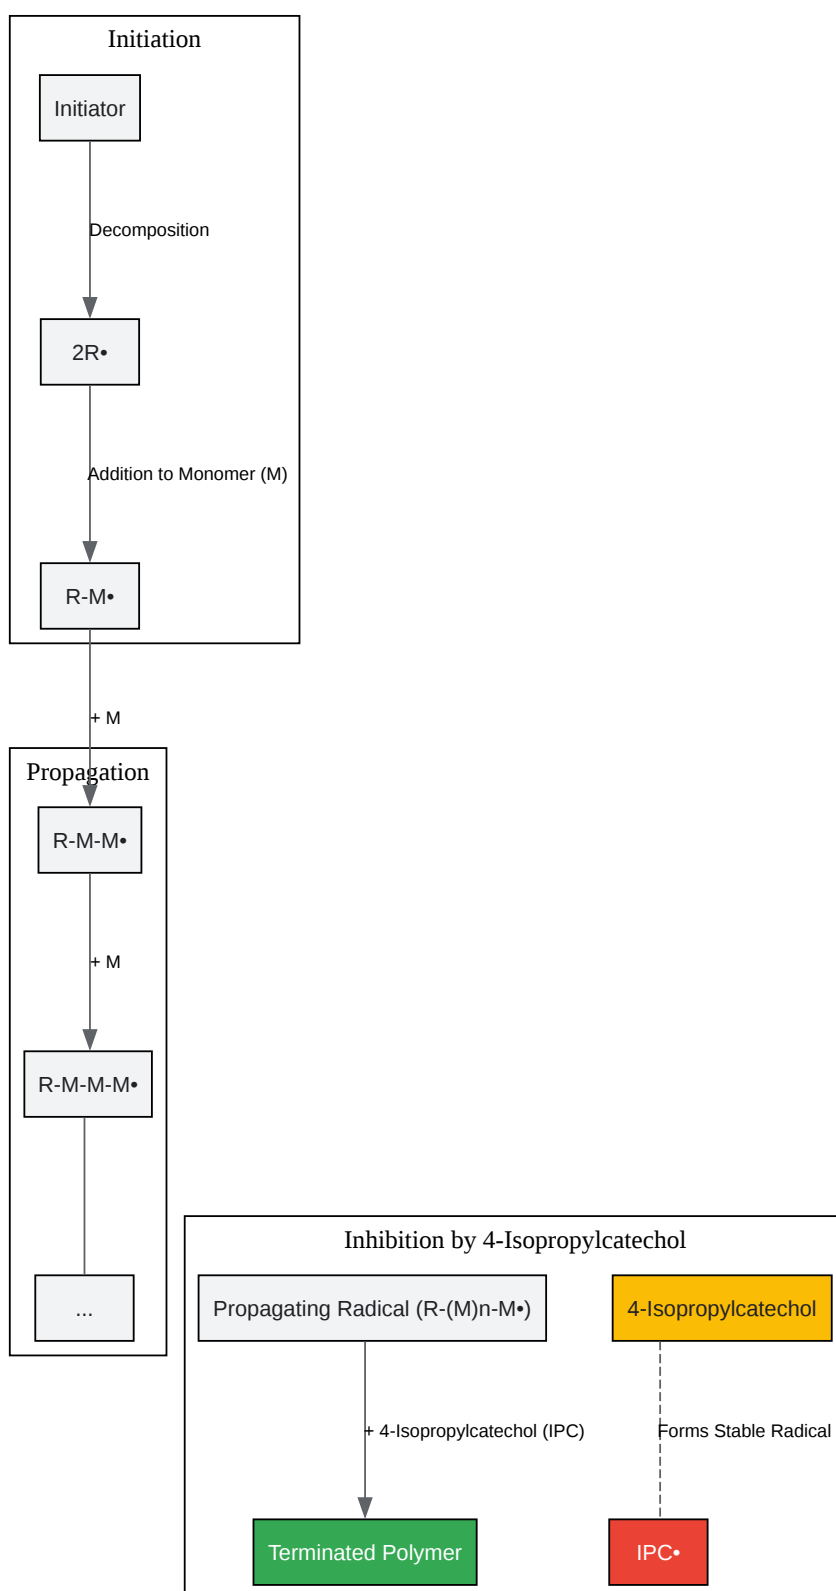 Initiation
Initiator
Decomposition
2R•
Addition to Monomer (M)
R-M•
+ M
Propagation
R-M-M•
+ M
R-M-M-M•
...
Inhibition by 4-Isopropylcatechol
Propagating Radical (R-(M)n-M•)
4-Isopropylcatechol
+ 4-Isopropylcatechol (IPC)
Forms Stable Radical
Terminated Polymer
IPC•